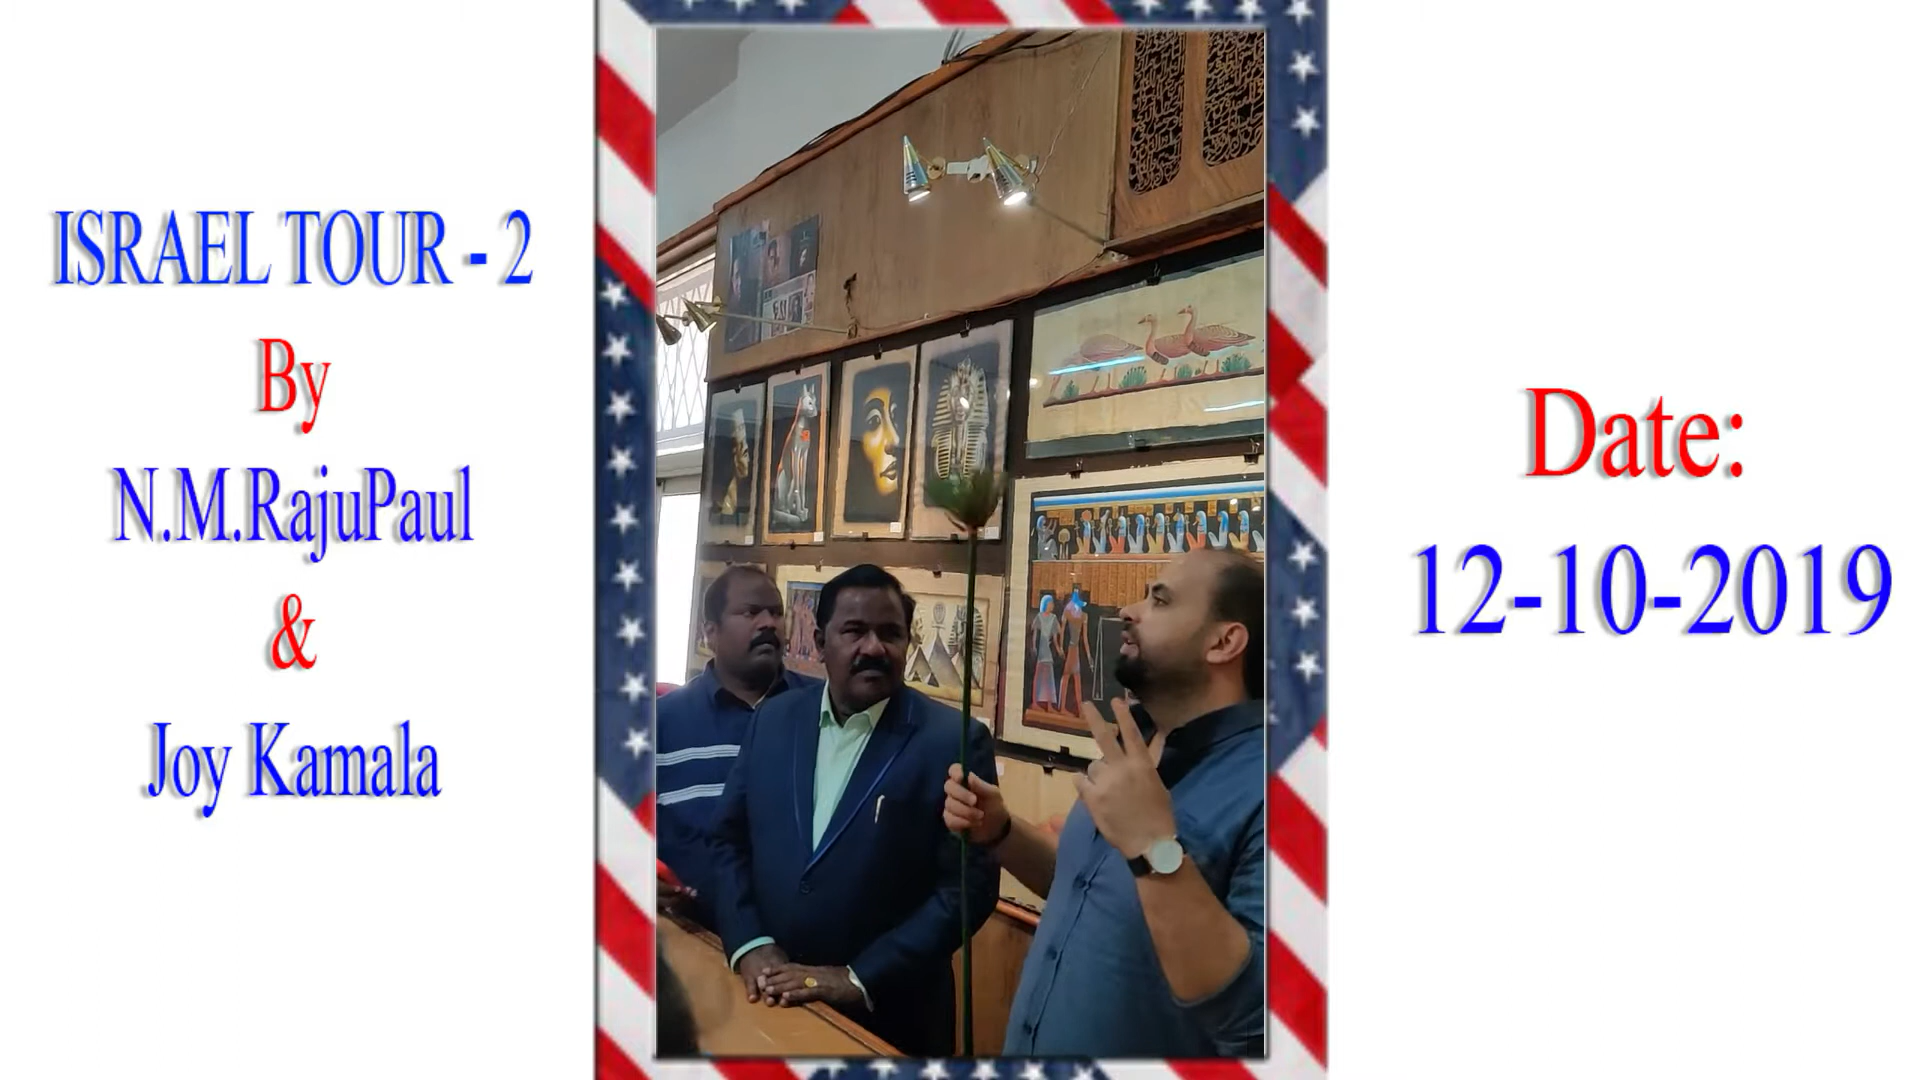 ISRAEL TOUR - 2
By
N.M.RajuPaul
&
Joy Kamala
Date:
12-10-2019